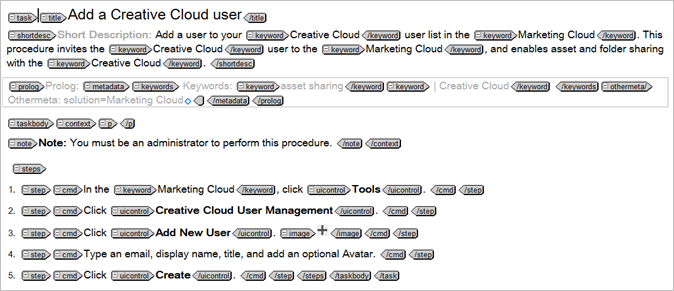 task title Add a Creative Cloud user /title
shortdesc Short Description: Add a user to your keyword Creative Cloud /keyword user list in the keyword Marketing Cloud /keyword. This
procedure invites the keyword Creative Cloud /keyword user to the keyword Marketing Cloud /keyword, and enables asset and folder sharing
with the keyword Creative Cloud /keyword. /shortdesc
prolog Prolog: metadata keywords Keywords: keyword asset sharing /keyword keyword | Creative Cloud /keyword /keywords othermeta/
Othermeta: solution=Marketing Cloud /metadata /prolog
taskbody context p /p
note Note: You must be an administrator to perform this procedure. /note /context
steps
1. step cmd In the keyword Marketing Cloud /keyword, click uicontrol Tools /uicontrol. /cmd /step
2. step cmd Click uicontrol Creative Cloud User Management /uicontrol. /cmd /step
3. step cmd Click uicontrol Add New User /uicontrol. image /image /cmd /step
4. step cmd Type an email, display name, title, and add an optional Avatar. /cmd /step
5. step cmd Click uicontrol Create /uicontrol. /cmd /step /steps /taskbody /task